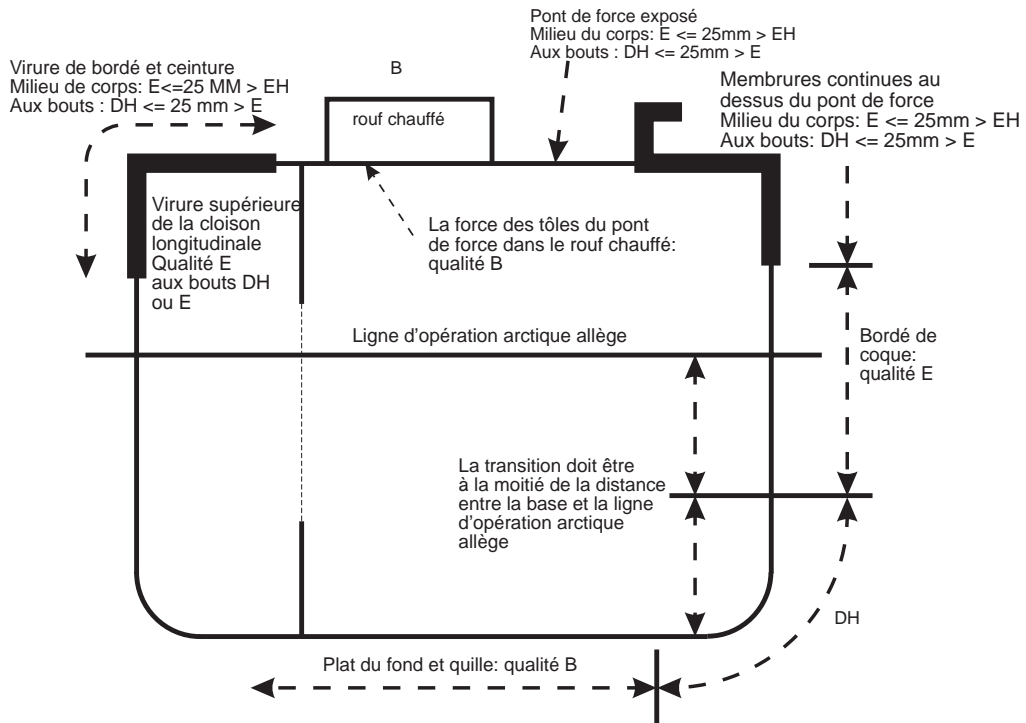 Pont de force exposé
Milieu du corps: E <= 25mm > EH
Aux bouts : DH <= 25mm > E
Virure de bordé et ceinture
Milieu de corps: E<=25 MM > EH
Aux bouts : DH <= 25 mm > E
B
Membrures continues au
dessus du pont de force
Milieu du corps: E <= 25mm > EH
Aux bouts: DH <= 25mm > E
rouf chauffé
Virure supérieure
de la cloison
longitudinale
Qualité E
aux bouts DH
ou E
La force des tôles du pont
de force dans le rouf chauffé:
qualité B
Ligne d'opération arctique allège
Bordé de
coque:
qualité E
La transition doit être
à la moitié de la distance
entre la base et la ligne
d'opération arctique
allège
DH
Plat du fond et quille: qualité B